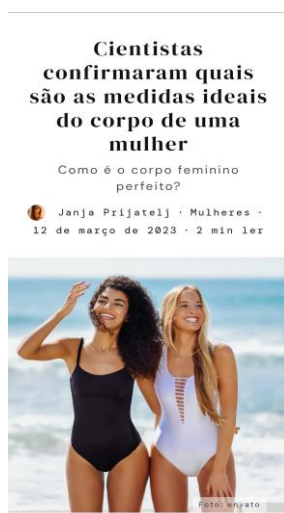 Cientistas
confirmaram quais
são as medidas ideais
do corpo de uma
mulher
Como é o corpo feminino
perfeito?
Janja Prijatelj · Mulheres ·
12 de março de 2023 · 2 min ler
Foto: envato